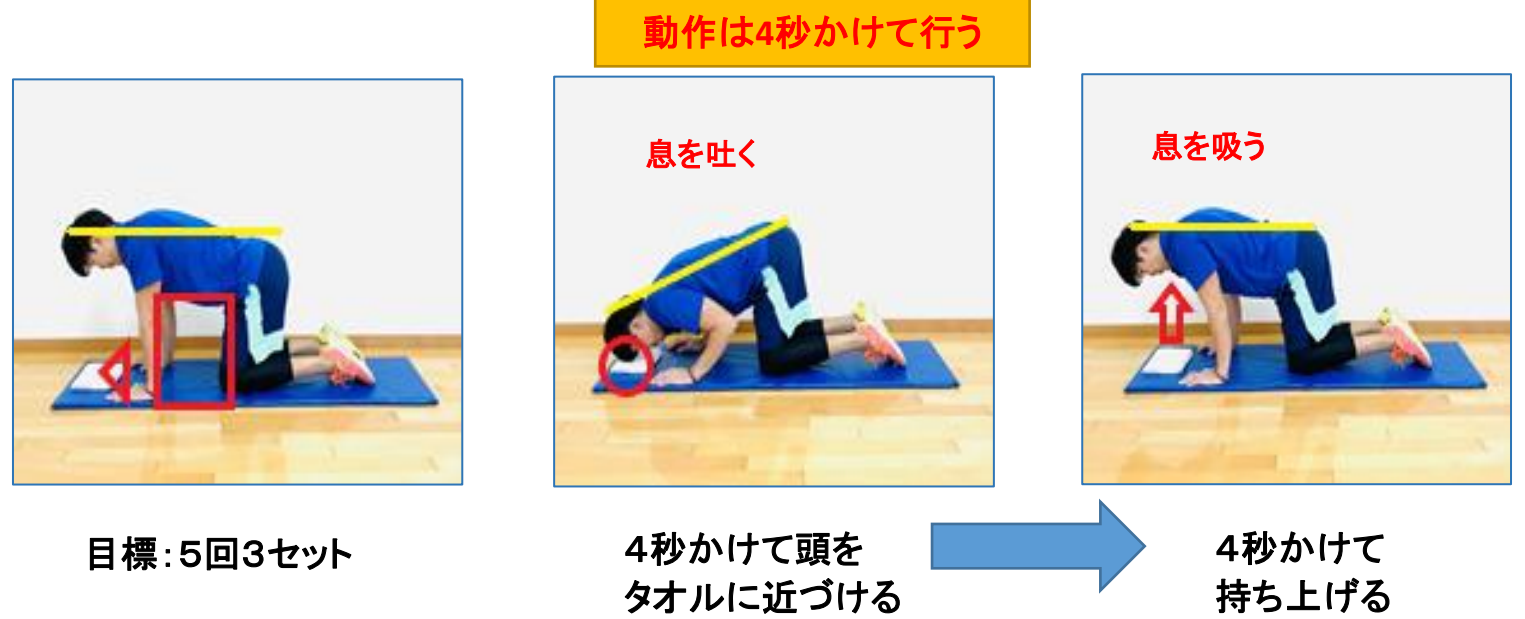 動作は4秒かけて行う
息を吐く
息を吸う
目標：５回３セット
４秒かけて頭を
タオルに近づける
４秒かけて
持ち上げる